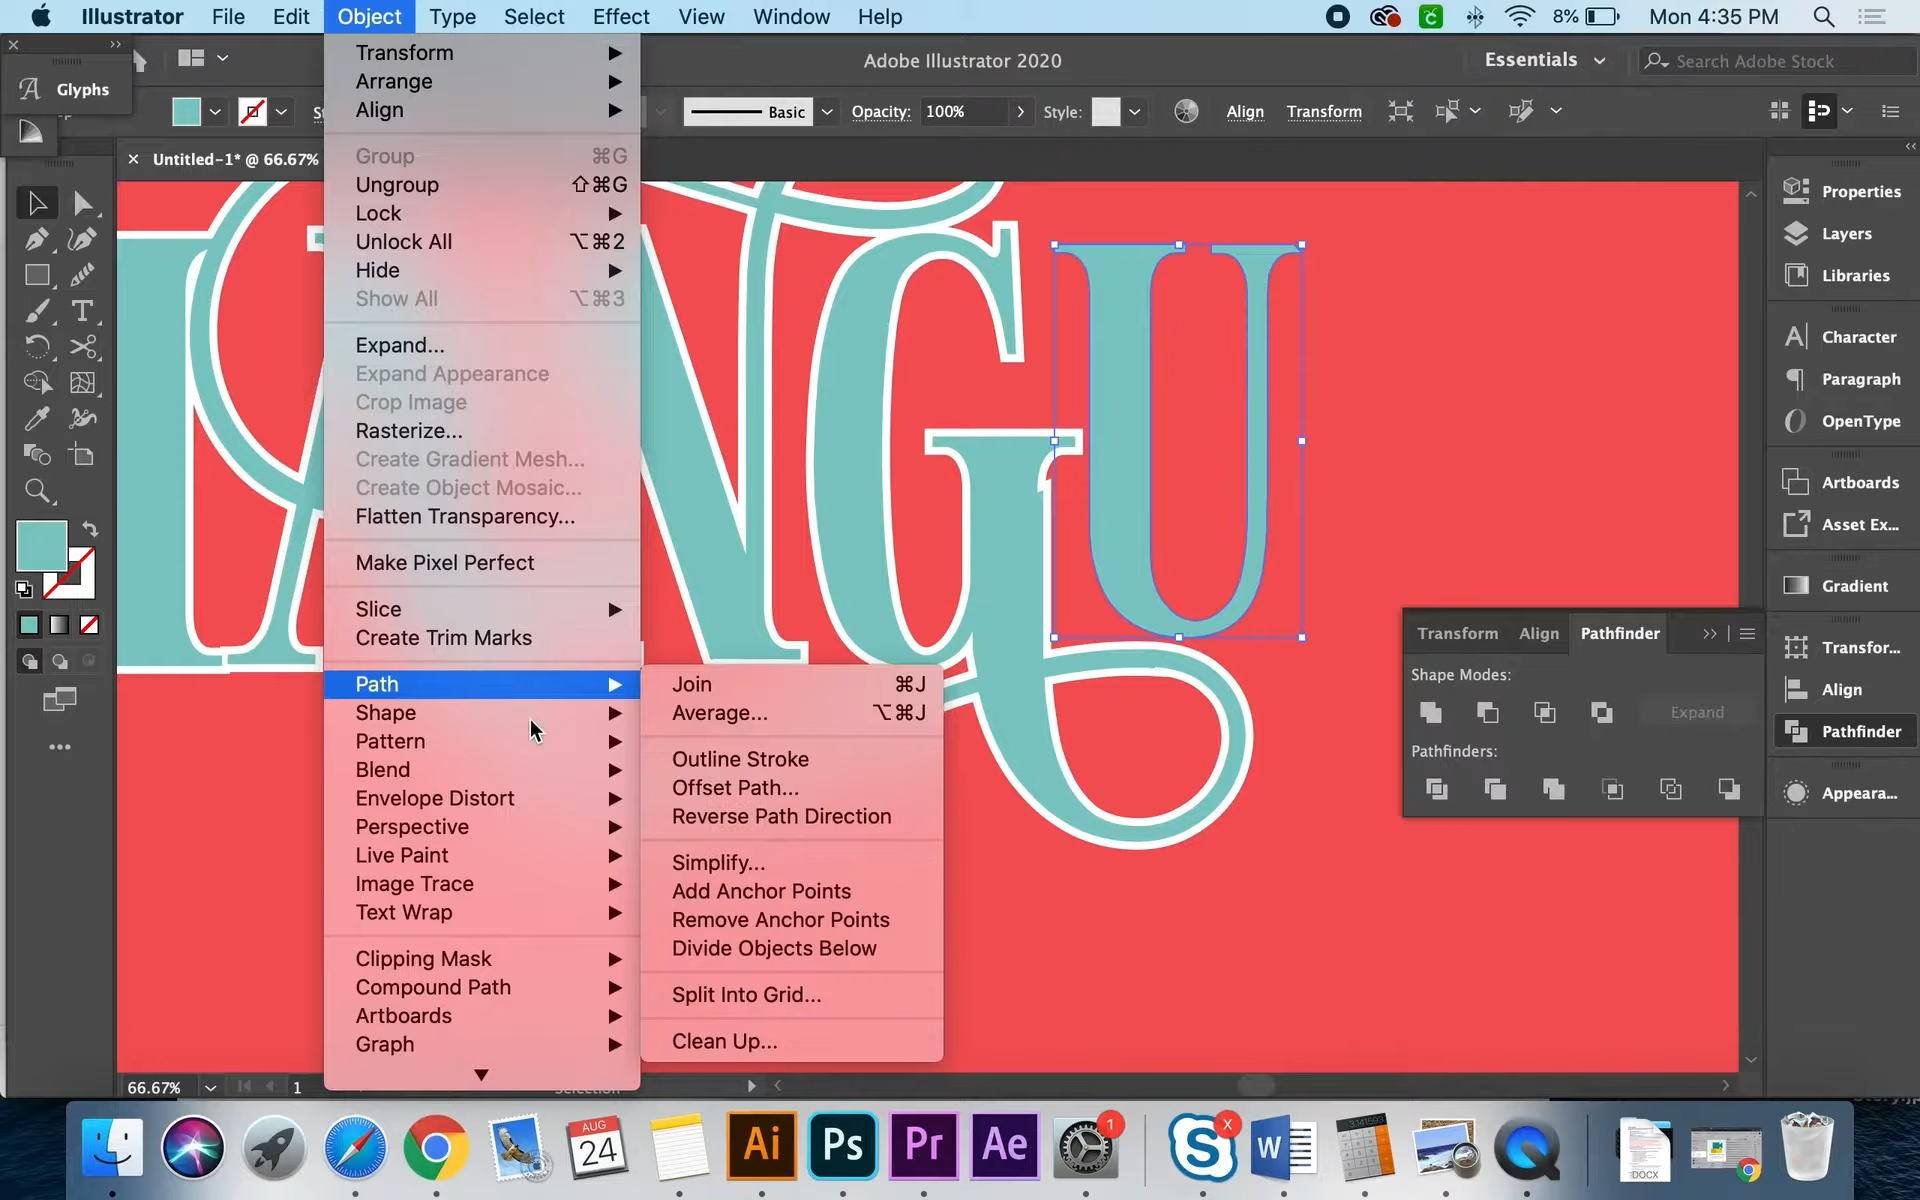 Illustrator File Edit Object Type Select Effect View Window Help 8% Mon 4:35 PM
Adobe Illustrator 2020 Essentials Search Adobe Stock
Glyphs
Basic Opacity: 100% Style: Align Transform
Untitled-1* @ 66.67%
Transform
Arrange
Align
Group ⌘G
Ungroup ⇧⌘G
Lock
Unlock All ⌥⌘2
Hide
Show All ⌥⌘3
Expand...
Expand Appearance
Crop Image
Rasterize...
Create Gradient Mesh...
Create Object Mosaic...
Flatten Transparency...
Make Pixel Perfect
Slice
Create Trim Marks
Path
Shape
Pattern
Blend
Envelope Distort
Perspective
Live Paint
Image Trace
Text Wrap
Clipping Mask
Compound Path
Artboards
Graph
Join ⌘J
Average... ⌥⌘J
Outline Stroke
Offset Path...
Reverse Path Direction
Simplify...
Add Anchor Points
Remove Anchor Points
Divide Objects Below
Split Into Grid...
Clean Up...
N G U
Transform Align Pathfinder
Shape Modes:
Expand
Pathfinders:
Properties
Layers
Libraries
Character
Paragraph
OpenType
Artboards
Asset Ex...
Gradient
Transfor...
Align
Pathfinder
Appeara...
66.67% 1
AUG
24
Ai
Ps
Pr
Ae
1
S
X
W
DOCX